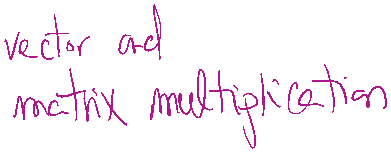 vector and
matrix multiplication